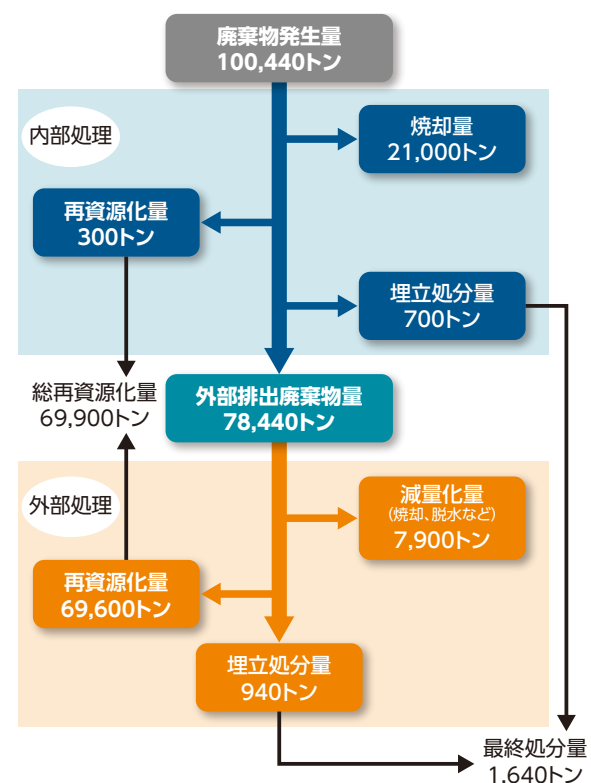 廃棄物発生量
100,440トン
内部処理
焼却量
21,000トン
再資源化量
300トン
埋立処分量
700トン
総再資源化量
69,900トン
外部排出廃棄物量
78,440トン
外部処理
減量化量
(焼却、脱水など)
7,900トン
再資源化量
69,600トン
埋立処分量
940トン
最終処分量
1,640トン